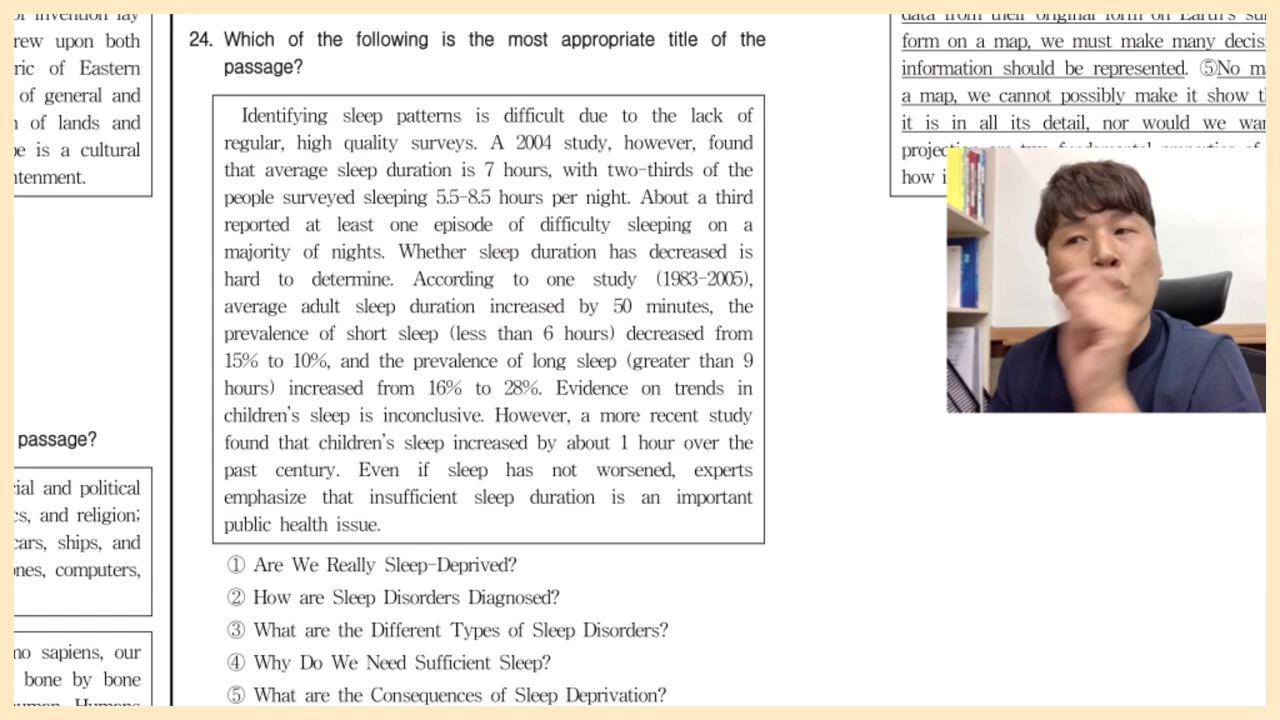 rew upon both
ric of Eastern
of general and
of lands and
e is a cultural
tenment.
passage?
ial and political
cs, and religion;
cars, ships, and
nes, computers,
no sapiens, our
bone by bone
24. Which of the following is the most appropriate title of the
passage?
Identifying sleep patterns is difficult due to the lack of
regular, high quality surveys. A 2004 study, however, found
that average sleep duration is 7 hours, with two-thirds of the
people surveyed sleeping 5.5-8.5 hours per night. About a third
reported at least one episode of difficulty sleeping on a
majority of nights. Whether sleep duration has decreased is
hard to determine. According to one study (1983-2005),
average adult sleep duration increased by 50 minutes, the
prevalence of short sleep (less than 6 hours) decreased from
15% to 10%, and the prevalence of long sleep (greater than 9
hours) increased from 16% to 28%. Evidence on trends in
children's sleep is inconclusive. However, a more recent study
found that children's sleep increased by about 1 hour over the
past century. Even if sleep has not worsened, experts
emphasize that insufficient sleep duration is an important
public health issue.
① Are We Really Sleep-Deprived?
② How are Sleep Disorders Diagnosed?
③ What are the Different Types of Sleep Disorders?
④ Why Do We Need Sufficient Sleep?
⑤ What are the Consequences of Sleep Deprivation?
data from their original form on Earth's su
form on a map, we must make many decis
information should be represented. ⑤No m
a map, we cannot possibly make it show t
it is in all its detail, nor would we wa
projec
how i